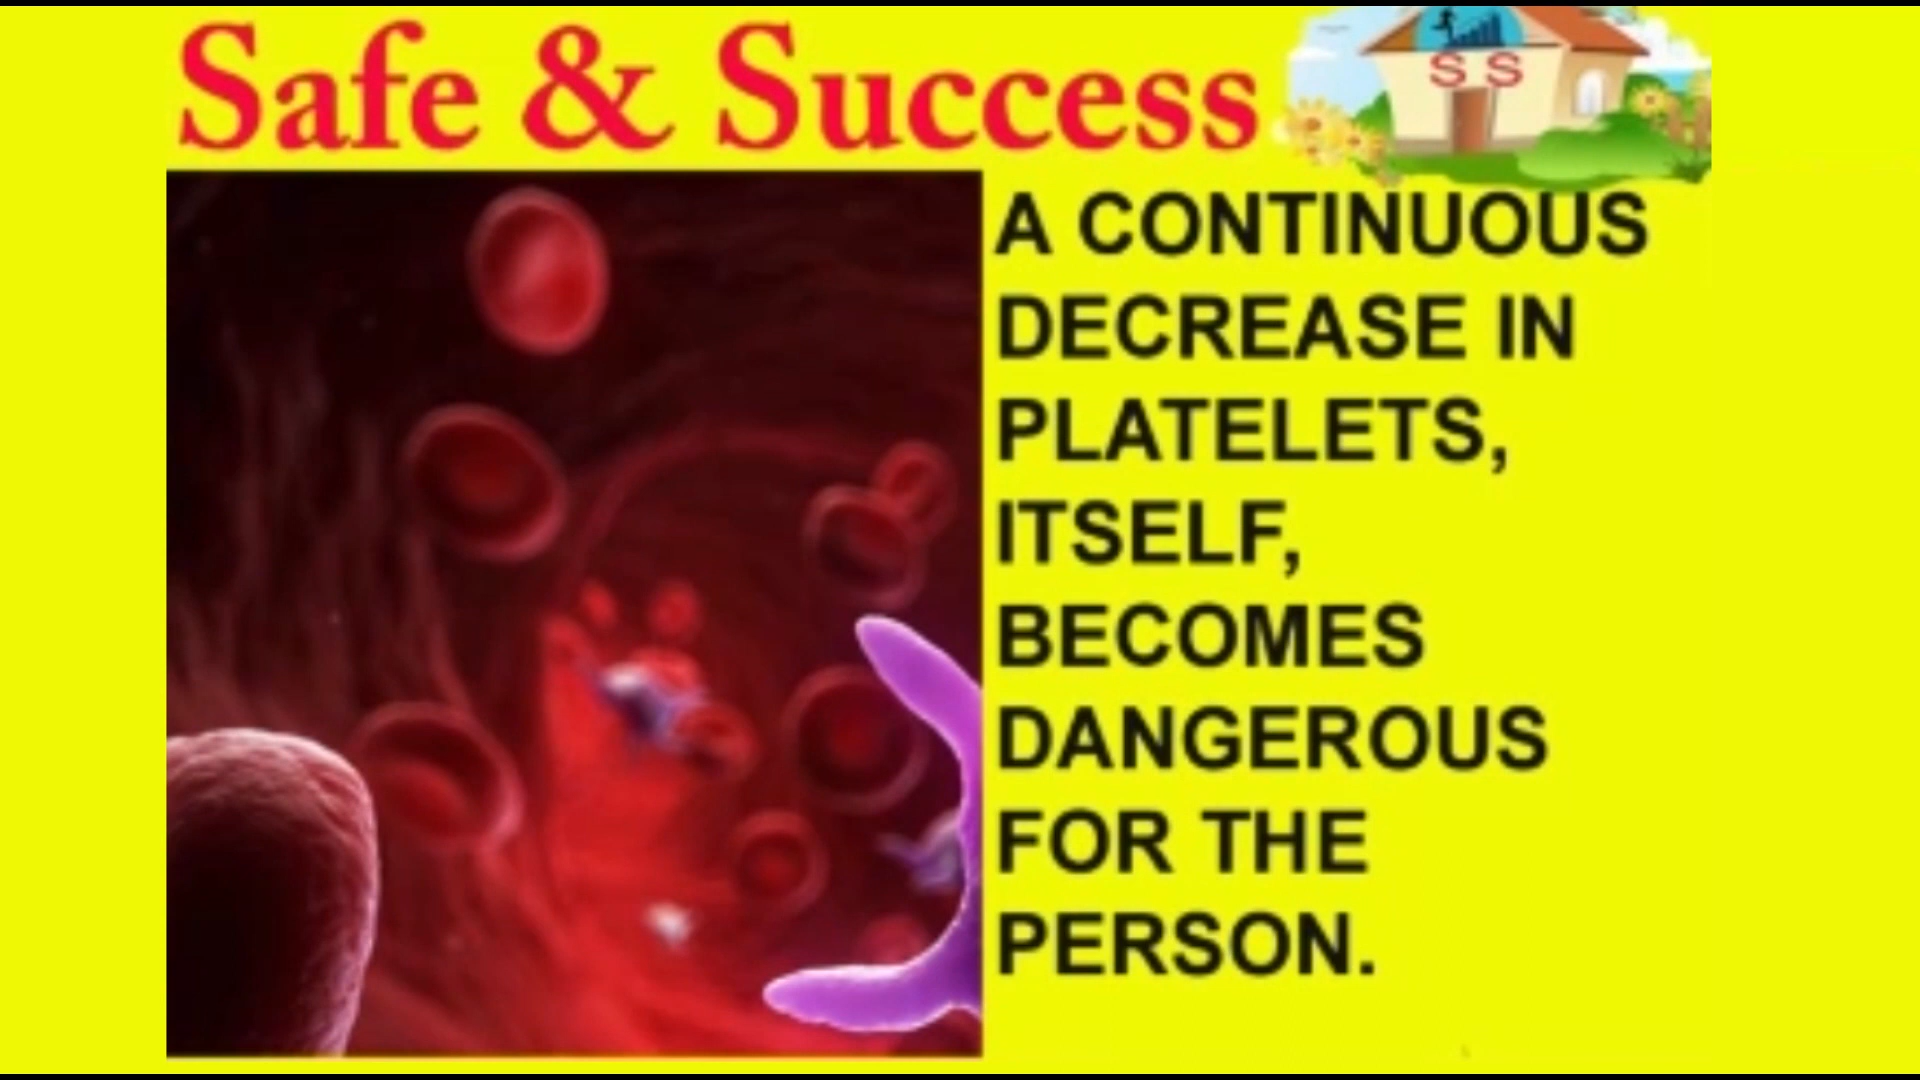 Safe & Success
S S
A CONTINUOUS
DECREASE IN
PLATELETS,
ITSELF,
BECOMES
DANGEROUS
FOR THE
PERSON.